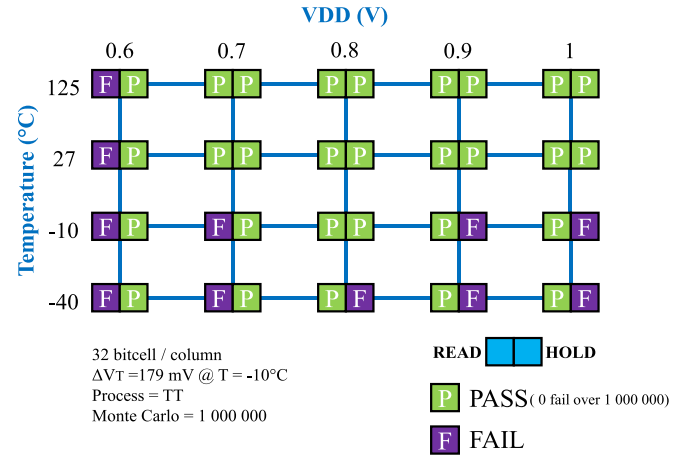 VDD (V)
0.6 0.7 0.8 0.9 1
Temperature (°C)
125 F P P P P P P P P P
27 F P P P P P P P P P
-10 F P F P P P P F P F
-40 F P F P P F P F P F
32 bitcell / column
ΔVT =179 mV @ T = -10°C
Process = TT
Monte Carlo = 1 000 000
READ HOLD
P PASS ( 0 fail over 1 000 000)
F FAIL